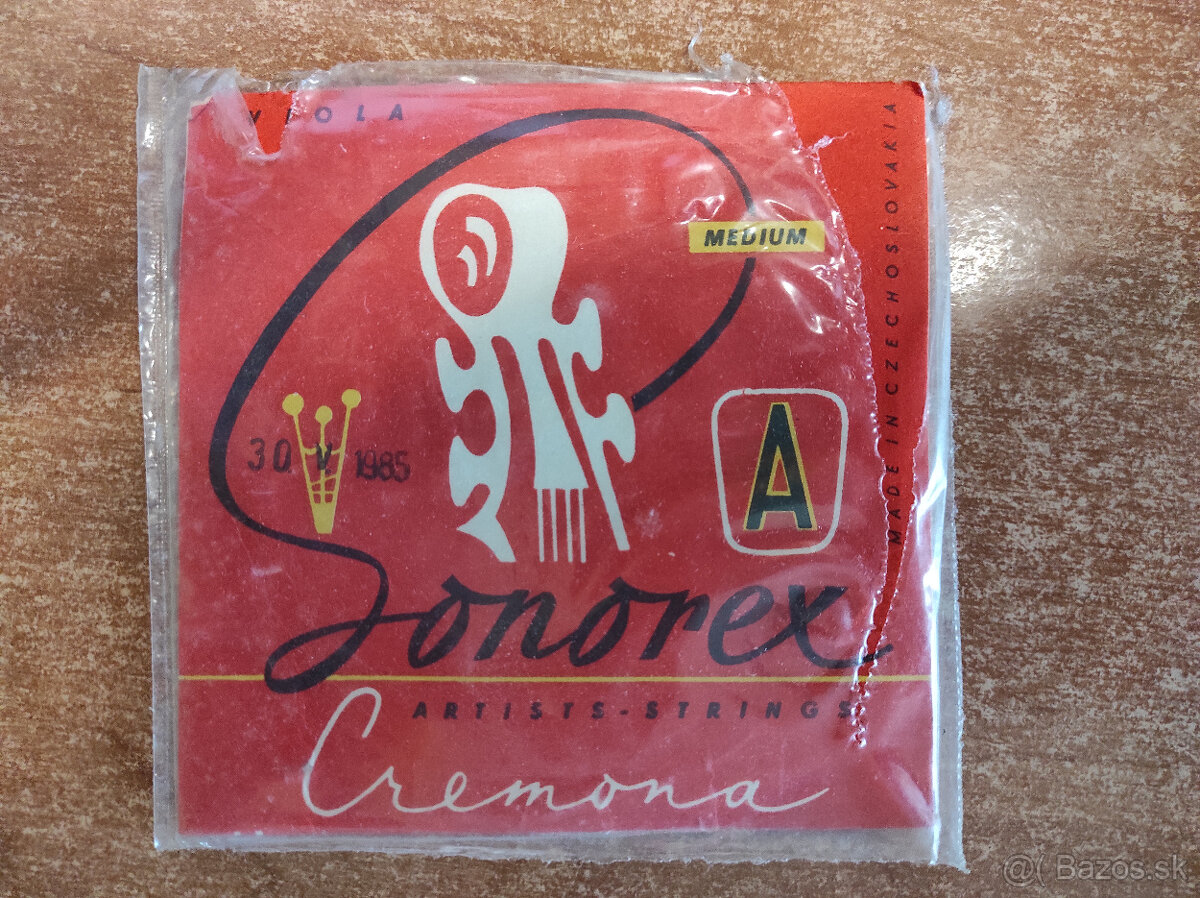 VIOLA
MADE IN CZECHOSLOVAKIA
MEDIUM
A
30. V. 1985
Sonorex
ARTISTS-STRINGS
Cremona
@( Bazos.sk